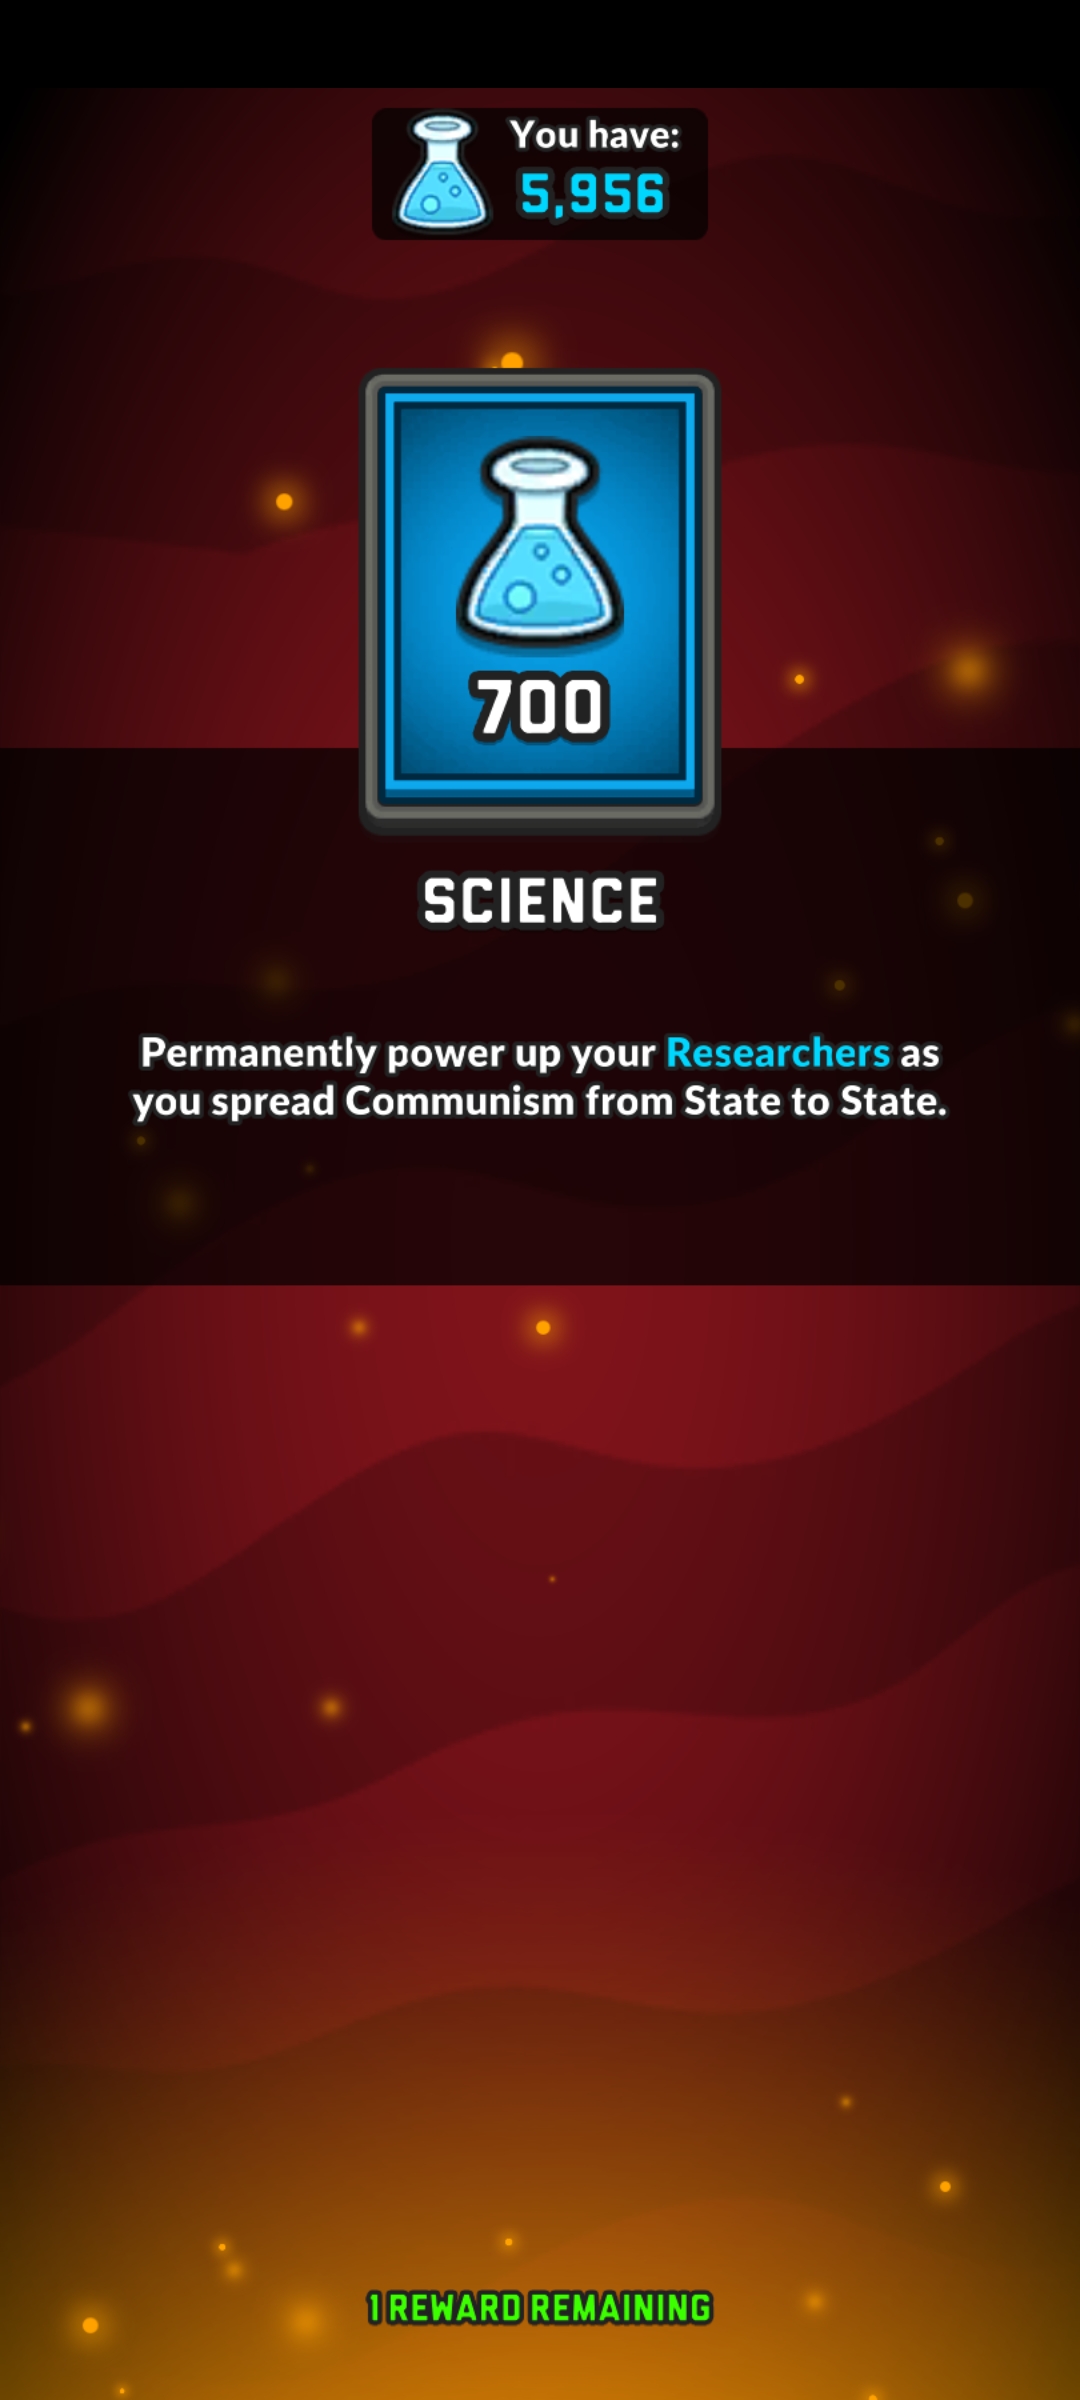 You have:
5,956
700
SCIENCE
Permanently power up your Researchers as
you spread Communism from State to State.
1 REWARD REMAINING